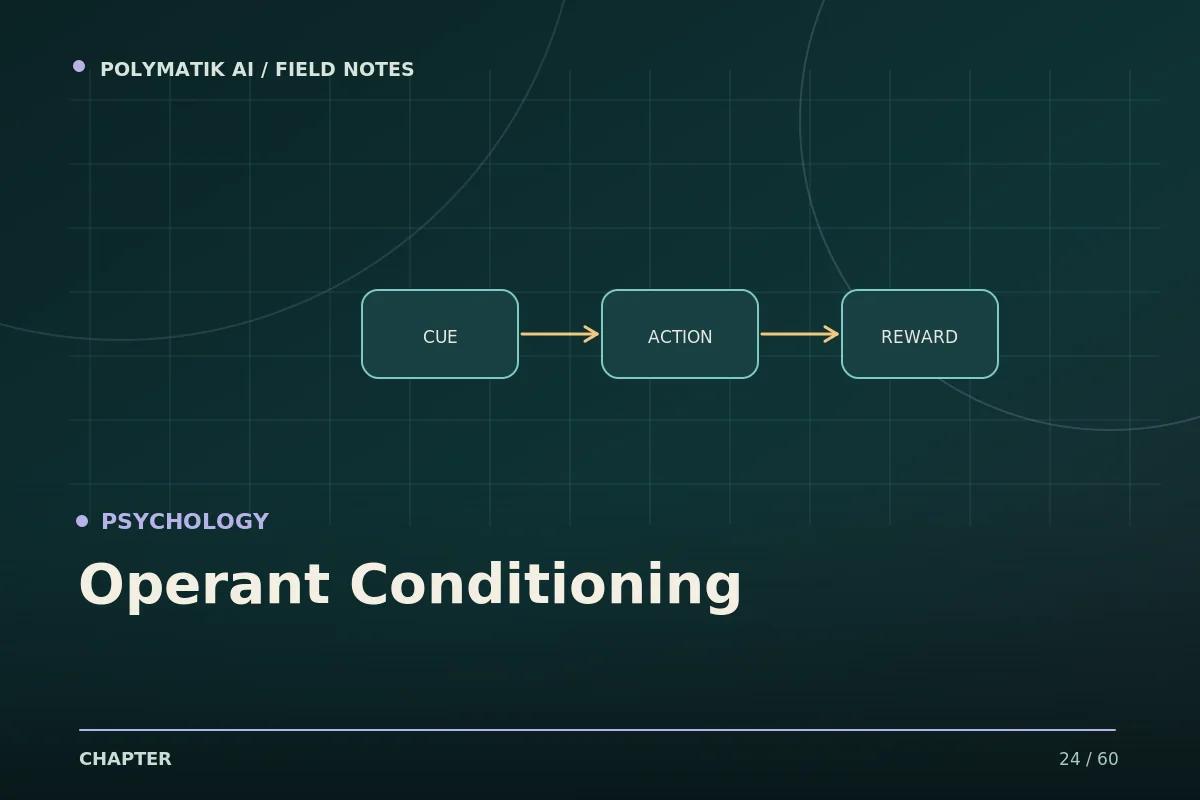 POLYMATIK AI / FIELD NOTES
CUE
ACTION
REWARD
PSYCHOLOGY
Operant Conditioning
CHAPTER
24 / 60